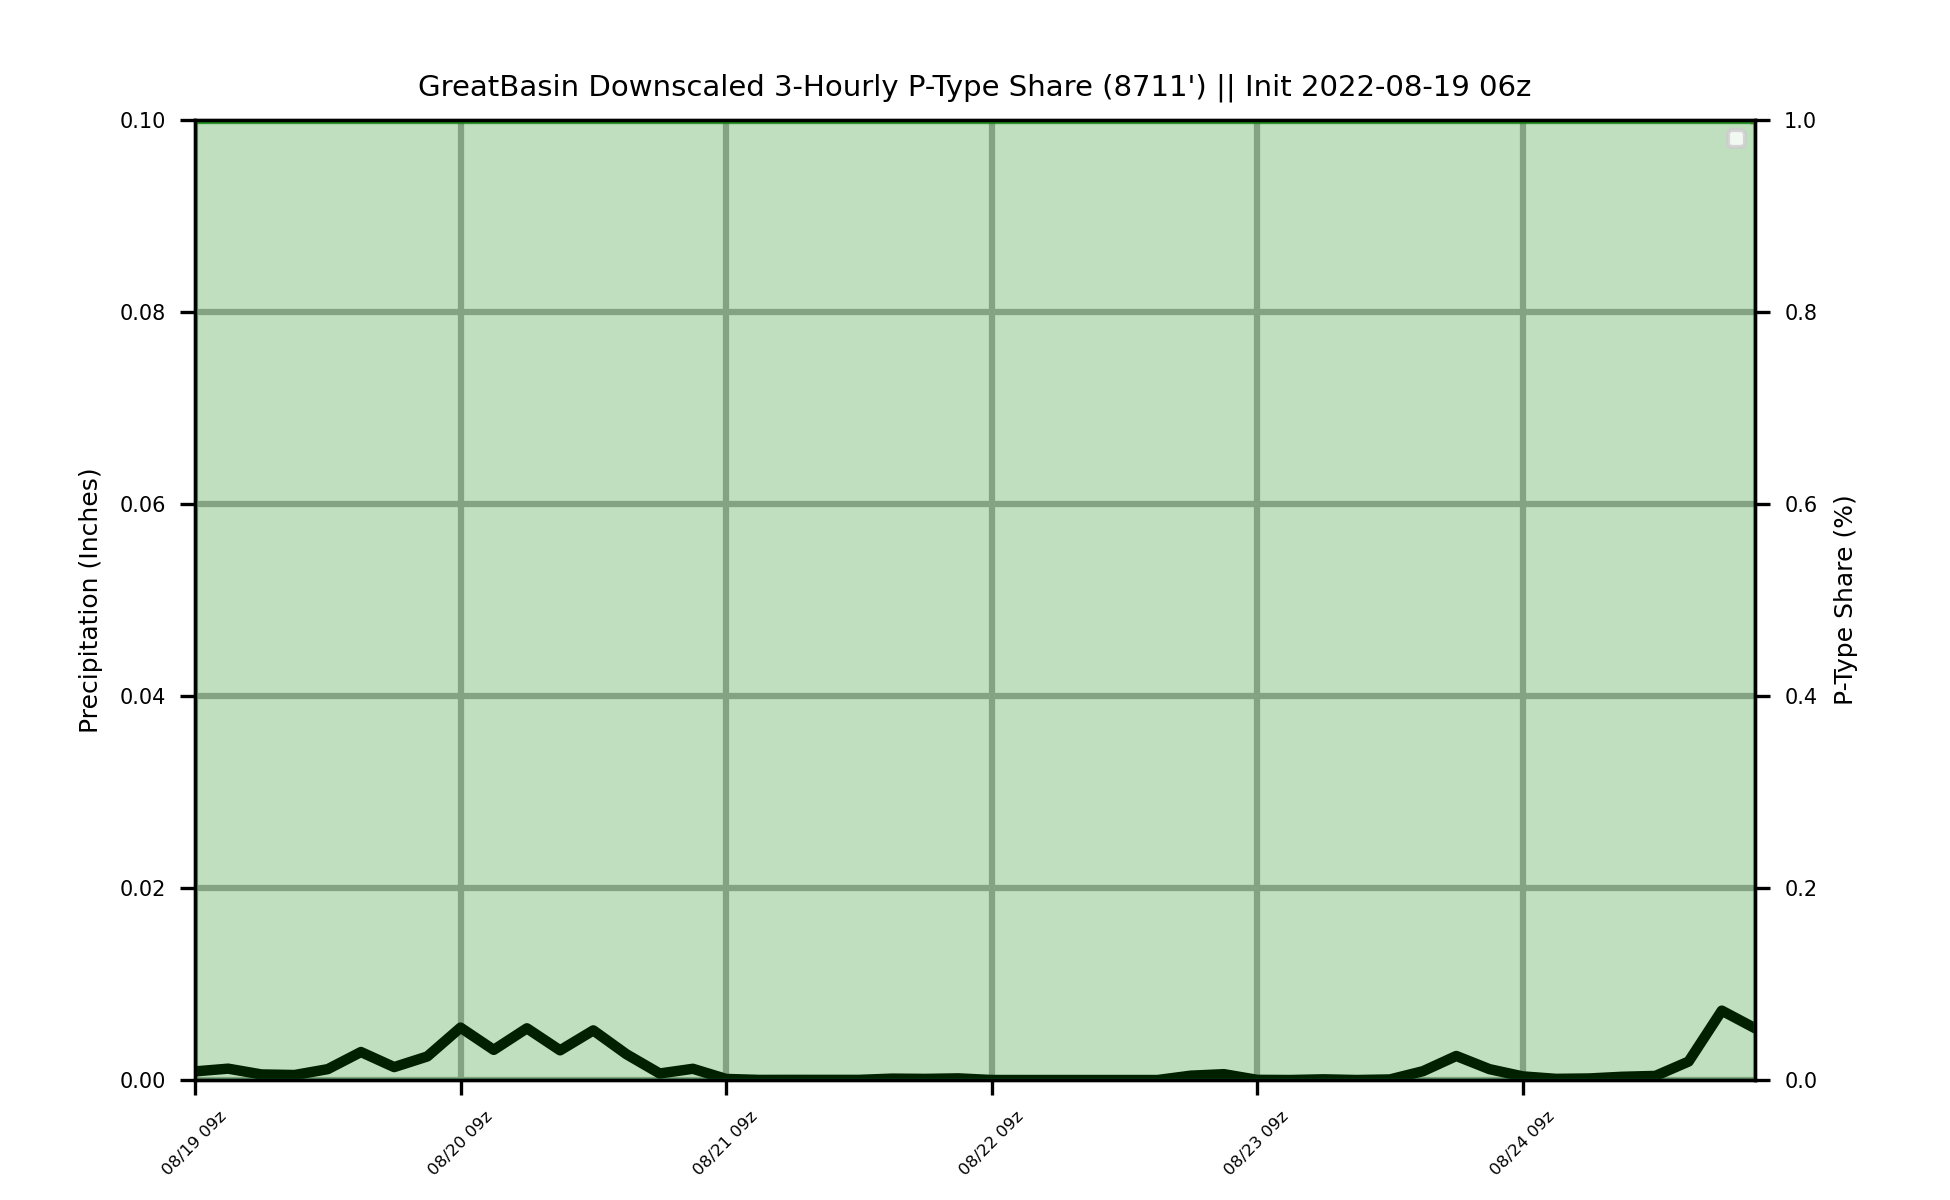 GreatBasin Downscaled 3-Hourly P-Type Share (8711') || Init 2022-08-19 06z
Precipitation (Inches)
0.10
0.08
0.06
0.04
0.02
0.00
1.0
0.8
0.6
0.4
0.2
0.0
P-Type Share (%)
08/19 09z
08/20 09z
08/21 09z
08/22 09z
08/23 09z
08/24 09z